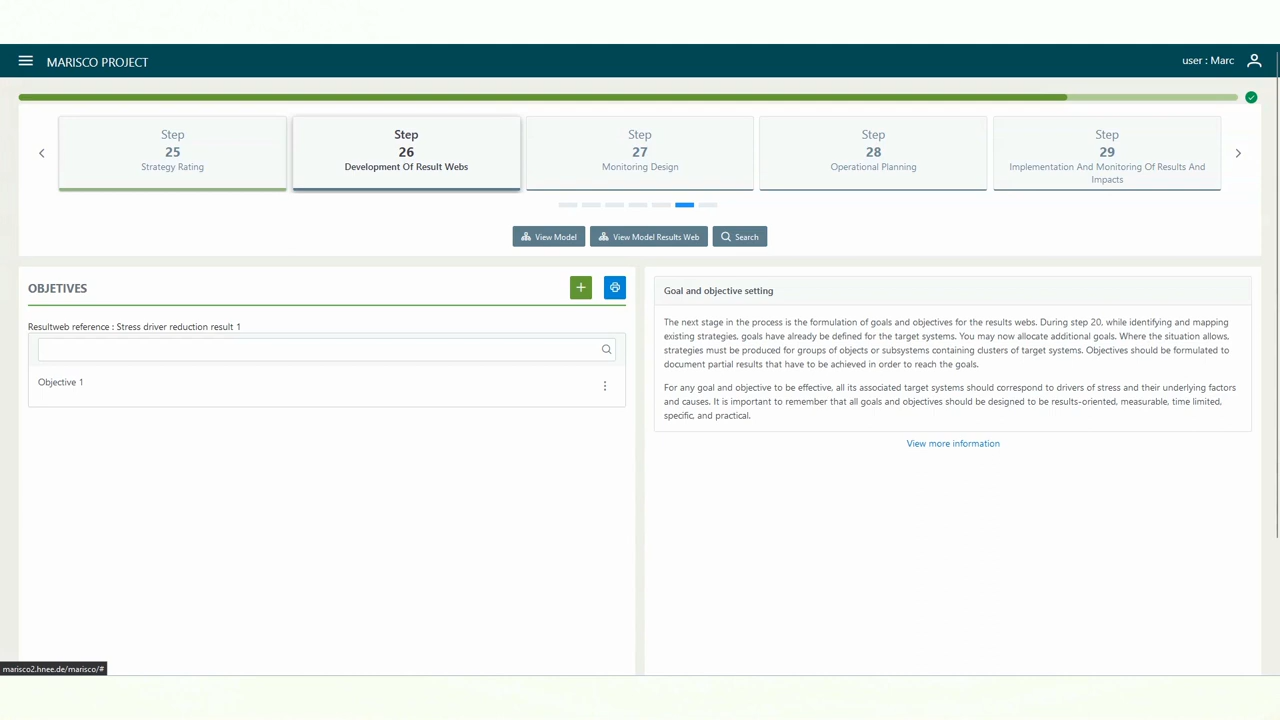 MARISCO PROJECT
user : Marc
Step
25
Strategy Rating
Step
26
Development Of Result Webs
Step
27
Monitoring Design
Step
28
Operational Planning
Step
29
Implementation And Monitoring Of Results And
Impacts
View Model
View Model Results Web
Search
OBJECTIVES
Resultweb reference : Stress driver reduction result 1
Objective 1
Goal and objective setting
The next stage in the process is the formulation of goals and objectives for the results webs. During step 20, while identifying and mapping
existing strategies, goals have already be defined for the target systems. You may now allocate additional goals. Where the situation allows,
strategies must be produced for groups of objects or subsystems containing clusters of target systems. Objectives should be formulated to
document partial results that have to be achieved in order to reach the goals.
For any goal and objective to be effective, all its associated target systems should correspond to drivers of stress and their underlying factors
and causes. It is important to remember that all goals and objectives should be designed to be results-oriented, measurable, time limited,
specific, and practical.
View more information
marisco2.hnee.de/marisco/#